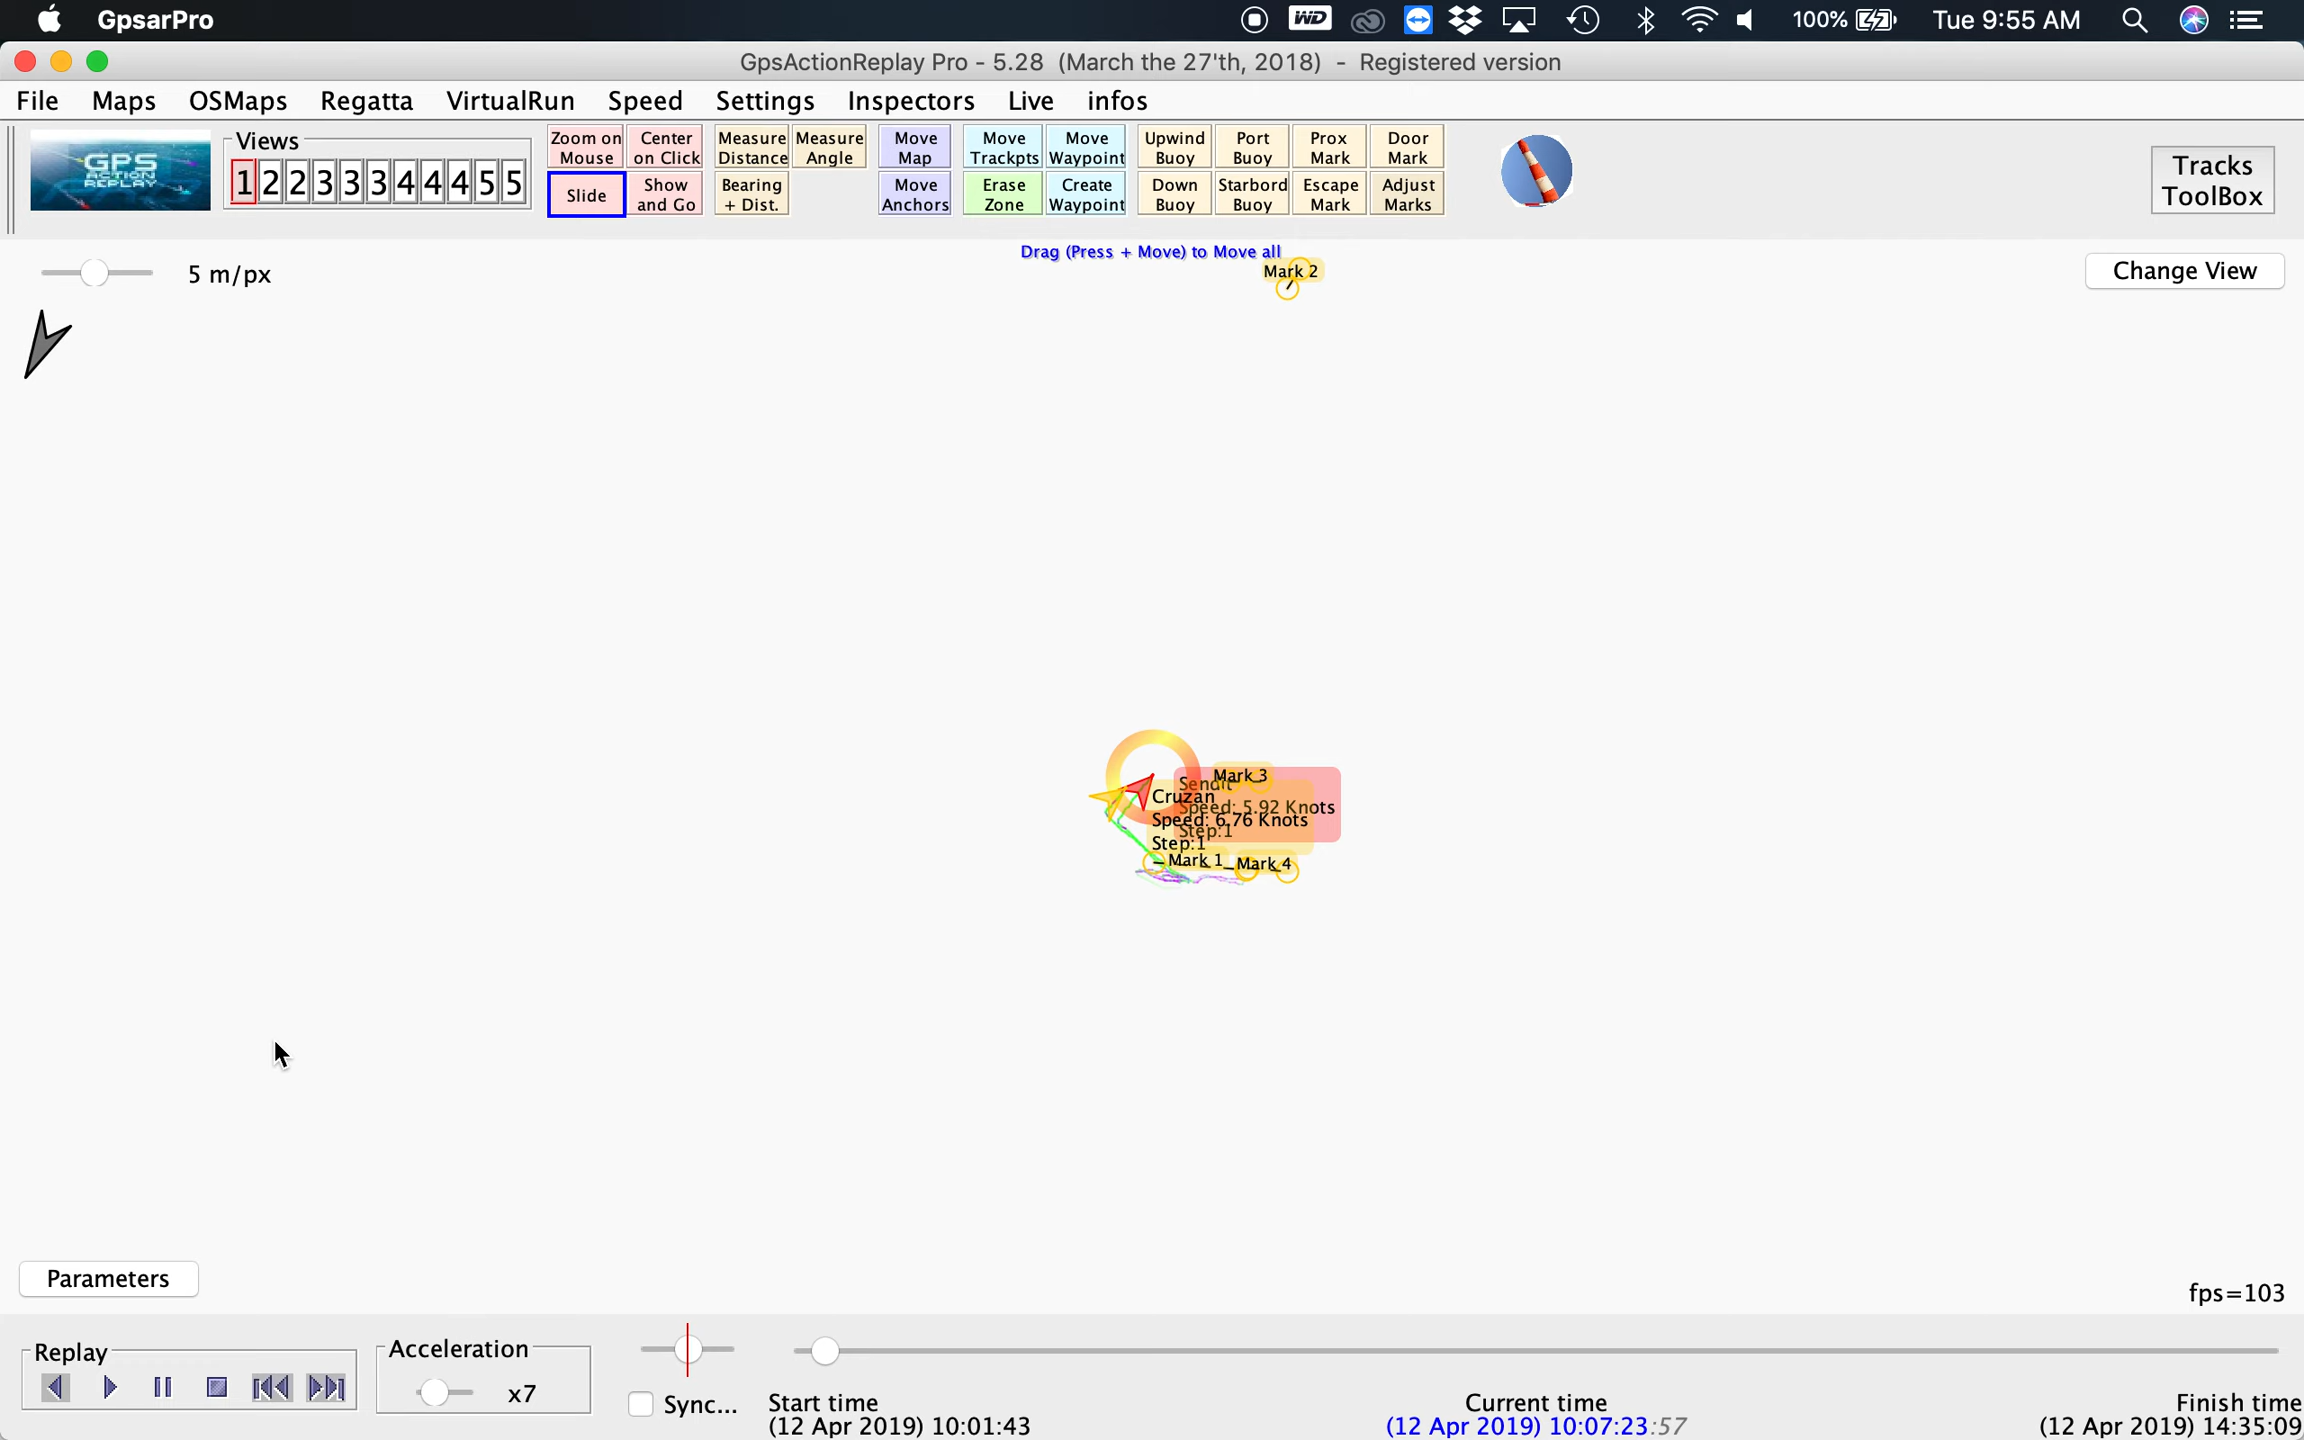 GpsarPro
WD
100%
Tue 9:55 AM
GpsActionReplay Pro - 5.28 (March the 27'th, 2018) - Registered version
File Maps OSMaps Regatta VirtualRun Speed Settings Inspectors Live infos
GPS
ACTION
REPLAY
Views
1 2 2 3 3 3 4 4 4 5 5
Zoom on Mouse
Center on Click
Measure Distance
Measure Angle
Move Map
Move Trackpts
Move Waypoint
Upwind Buoy
Port Buoy
Prox Mark
Door Mark
Slide
Show and Go
Bearing + Dist.
Move Anchors
Erase Zone
Create Waypoint
Down Buoy
Starbord Buoy
Escape Mark
Adjust Marks
Tracks
ToolBox
Drag (Press + Move) to Move all
5 m/px
Mark 2
Change View
Mark 3
Sendit
Cruzan
Speed: 5.92 Knots
Speed: 6.76 Knots
Step:1
Step:1
Mark 1
Mark 4
Parameters
fps=103
Replay
Acceleration
x7
Sync...
Start time
(12 Apr 2019) 10:01:43
Current time
(12 Apr 2019) 10:07:23:57
Finish time
(12 Apr 2019) 14:35:09